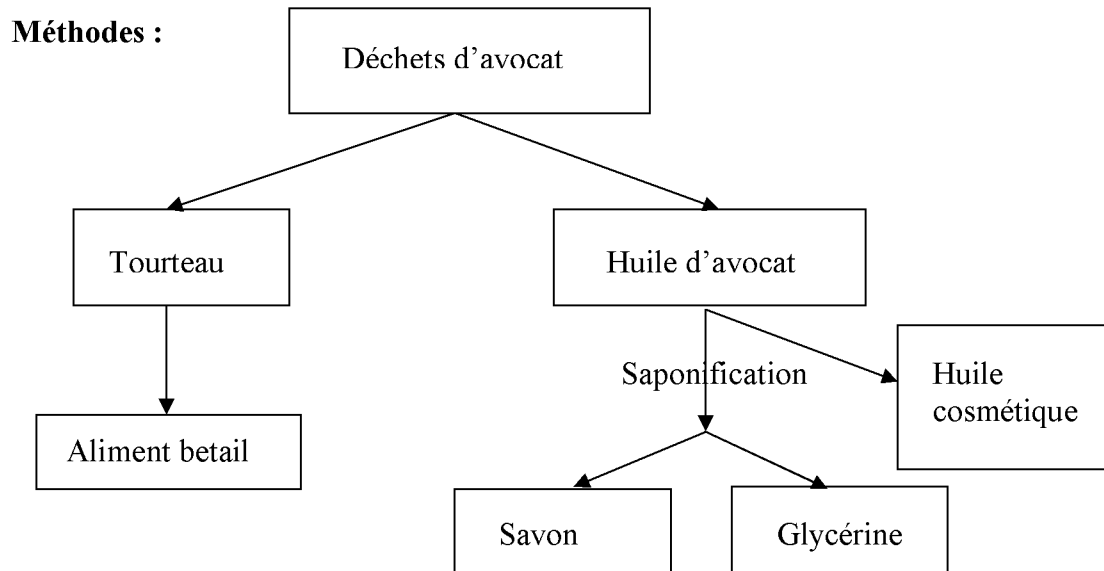 Méthodes :
Déchets d’avocat
Tourteau
Huile d’avocat
Saponification
Huile
cosmétique
Aliment betail
Savon
Glycérine